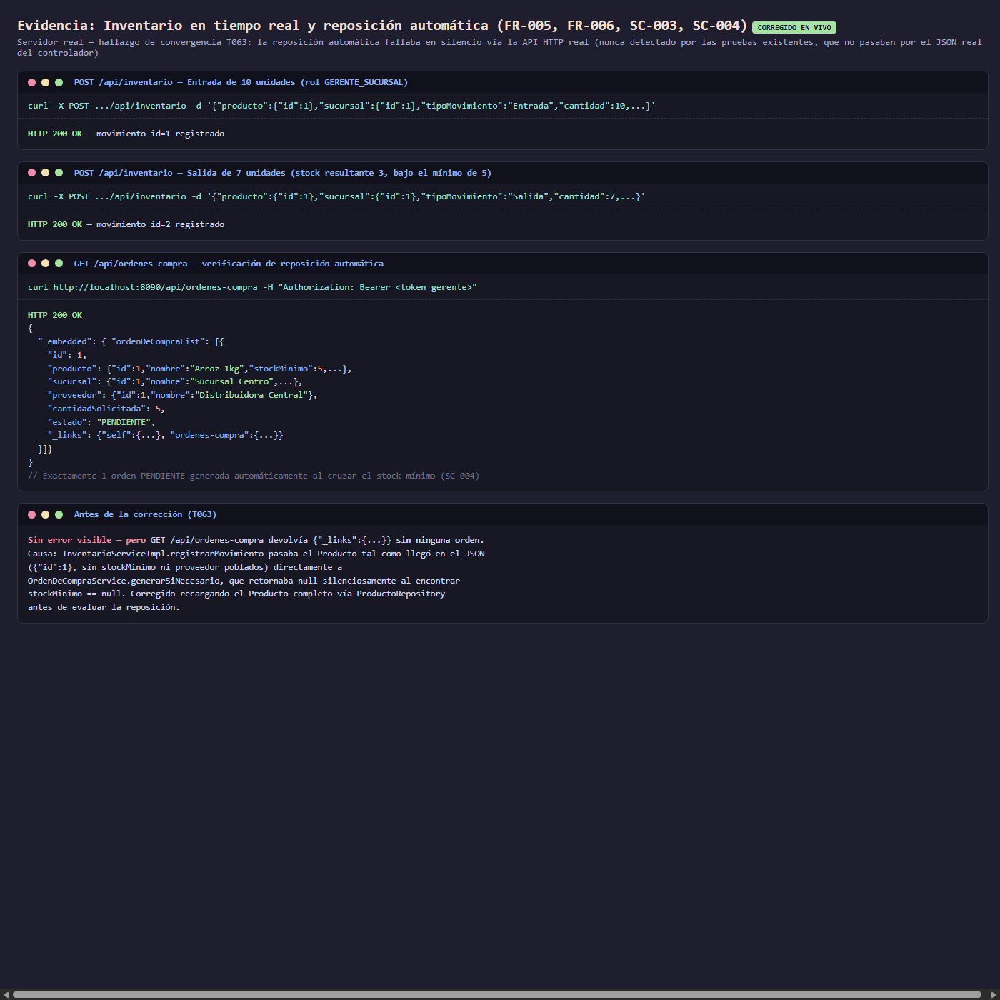 Evidencia: Inventario en tiempo real y reposición automática (FR-005, FR-006, SC-003, SC-004) CORREGIDO EN VIVO
Servidor real — hallazgo de convergencia T063: la reposición automática fallaba en silencio vía la API HTTP real (nunca detectado por las pruebas existentes, que no pasaban por el JSON real
del controlador)
POST /api/inventario — Entrada de 10 unidades (rol GERENTE_SUCURSAL)
curl -X POST .../api/inventario -d '{"producto":{"id":1},"sucursal":{"id":1},"tipoMovimiento":"Entrada","cantidad":10,...}'
HTTP 200 OK — movimiento id=1 registrado
POST /api/inventario — Salida de 7 unidades (stock resultante 3, bajo el mínimo de 5)
curl -X POST .../api/inventario -d '{"producto":{"id":1},"sucursal":{"id":1},"tipoMovimiento":"Salida","cantidad":7,...}'
HTTP 200 OK — movimiento id=2 registrado
GET /api/ordenes-compra — verificación de reposición automática
curl http://localhost:8090/api/ordenes-compra -H "Authorization: Bearer <token gerente>"
HTTP 200 OK
{
  "_embedded": { "ordenDeCompraList": [{
    "id": 1,
    "producto": {"id":1,"nombre":"Arroz 1kg","stockMinimo":5,...},
    "sucursal": {"id":1,"nombre":"Sucursal Centro",...},
    "proveedor": {"id":1,"nombre":"Distribuidora Central"},
    "cantidadSolicitada": 5,
    "estado": "PENDIENTE",
    "_links": {"self":{...}, "ordenes-compra":{...}}
  }]}
}
// Exactamente 1 orden PENDIENTE generada automáticamente al cruzar el stock mínimo (SC-004)
Antes de la corrección (T063)
Sin error visible — pero GET /api/ordenes-compra devolvía {"_links":{...}} sin ninguna orden.
Causa: InventarioServiceImpl.registrarMovimiento pasaba el Producto tal como llegó en el JSON
({"id":1}, sin stockMinimo ni proveedor poblados) directamente a
OrdenDeCompraService.generarSiNecesario, que retornaba null silenciosamente al encontrar
stockMinimo == null. Corregido recargando el Producto completo vía ProductoRepository
antes de evaluar la reposición.